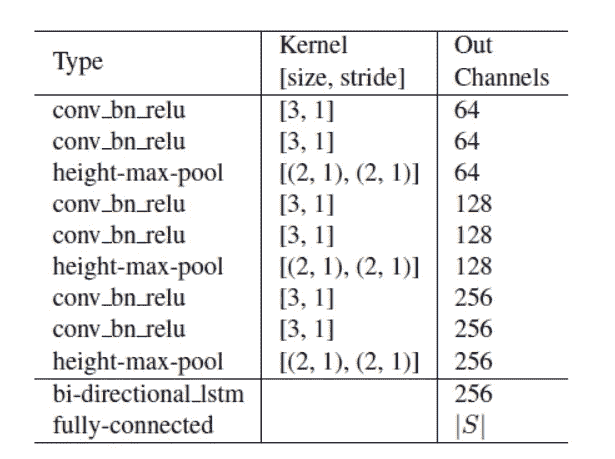 Type Kernel Out
[size, stride] Channels
conv_bn_relu [3, 1] 64
conv_bn_relu [3, 1] 64
height-max-pool [(2, 1), (2, 1)] 64
conv_bn_relu [3, 1] 128
conv_bn_relu [3, 1] 128
height-max-pool [(2, 1), (2, 1)] 128
conv_bn_relu [3, 1] 256
conv_bn_relu [3, 1] 256
height-max-pool [(2, 1), (2, 1)] 256
bi-directional_lstm 256
fully-connected |S|